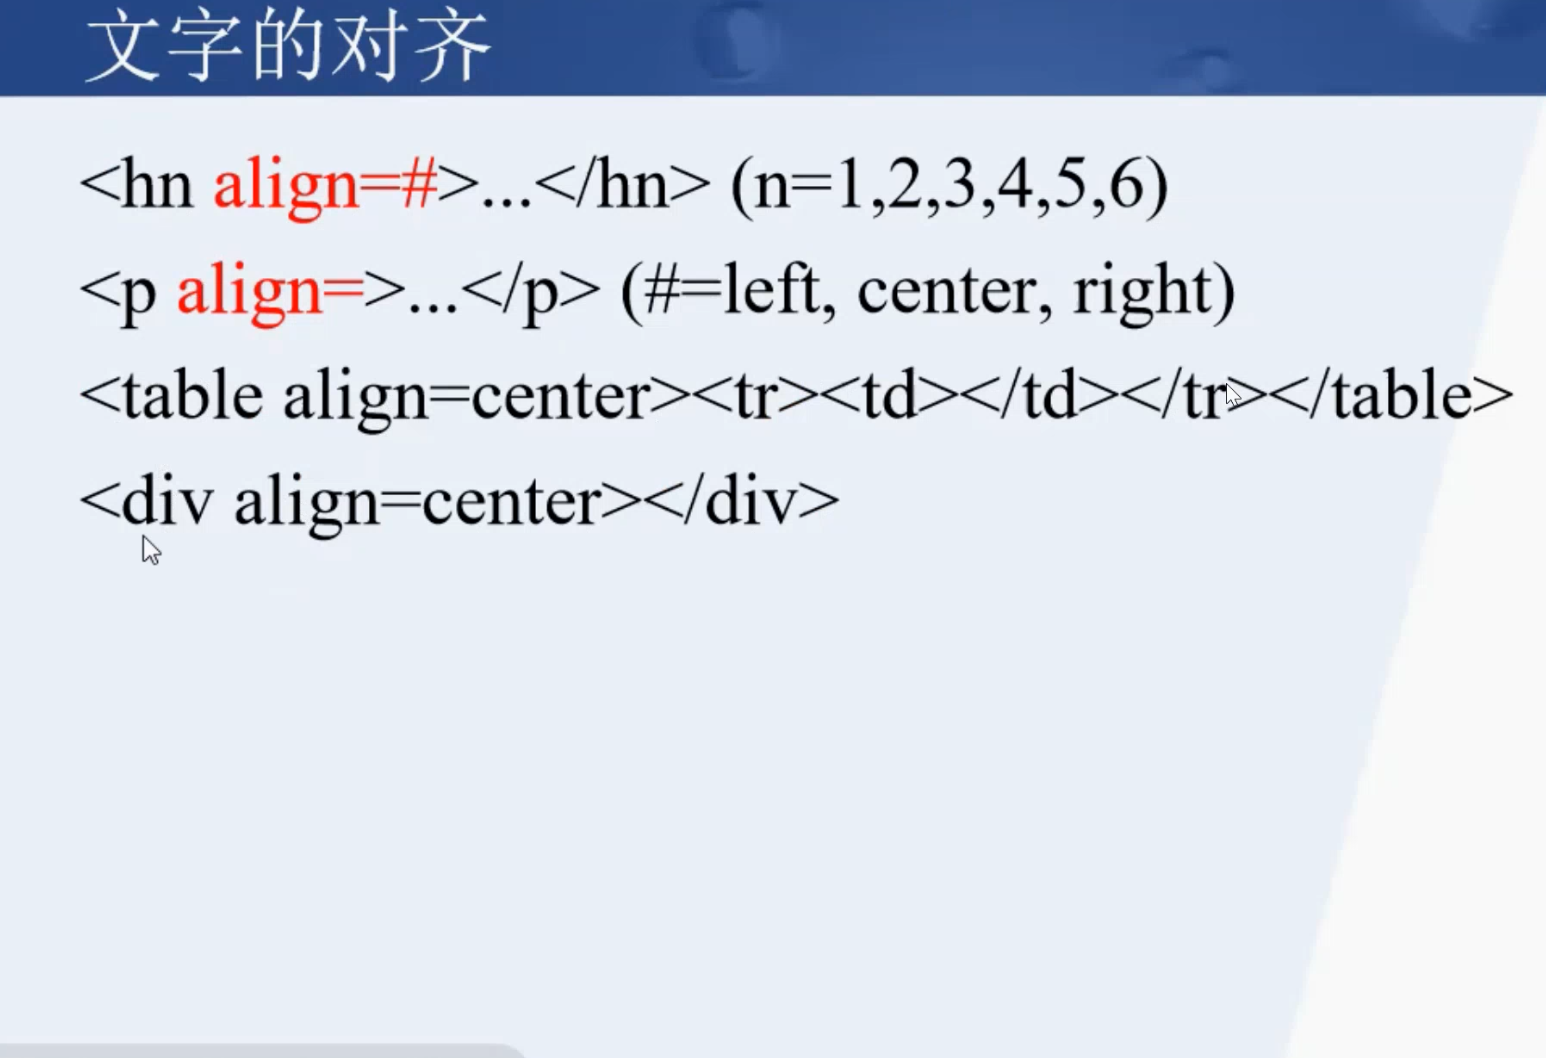 文字的对齐
<hn align=#>...</hn> (n=1,2,3,4,5,6)
<p align=>...</p> (#=left, center, right)
<table align=center><tr><td></td></tr></table>
<div align=center></div>